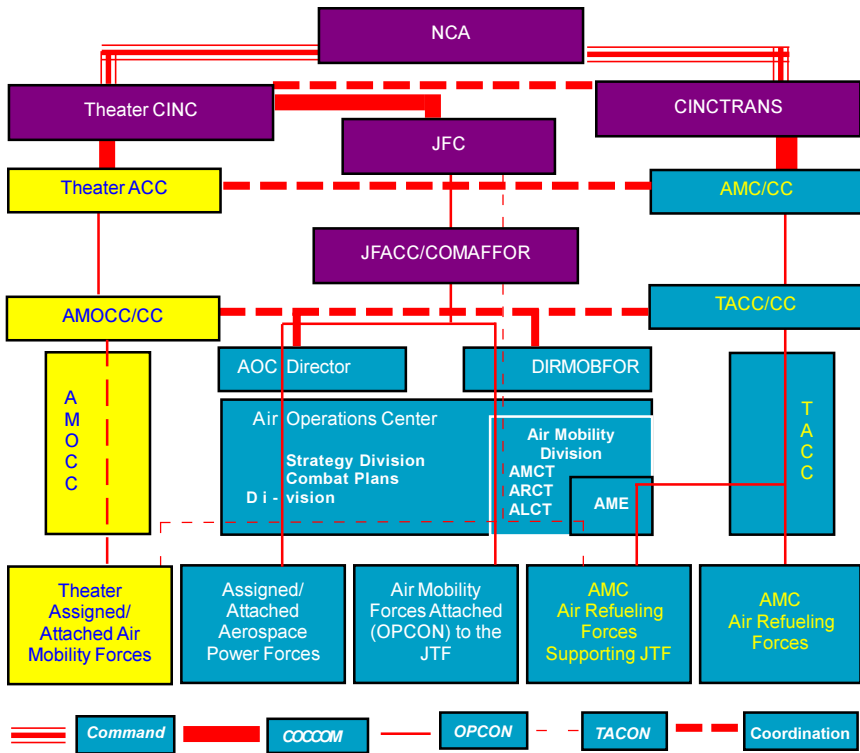 NCA
Theater CINC
CINCTRANS
JFC
Theater ACC
AMC/CC
JFACC/COMAFFOR
AMOCC/CC
TACC/CC
AOC Director
DIRMOBFOR
A
M
O
C
C
Air Operations Center
Strategy Division
Combat Plans
Di-vision
Air Mobility
Division
AMCT
ARCT
ALCT
AME
T
A
C
C
Theater
Assigned/
Attached Air
Mobility Forces
Assigned/
Attached
Aerospace
Power Forces
Air Mobility
Forces Attached
(OPCON) to the
JTF
AMC
Air Refueling
Forces
Supporting JTF
AMC
Air Refueling
Forces
Command
COCCOM
OPCON
TACON
Coordination